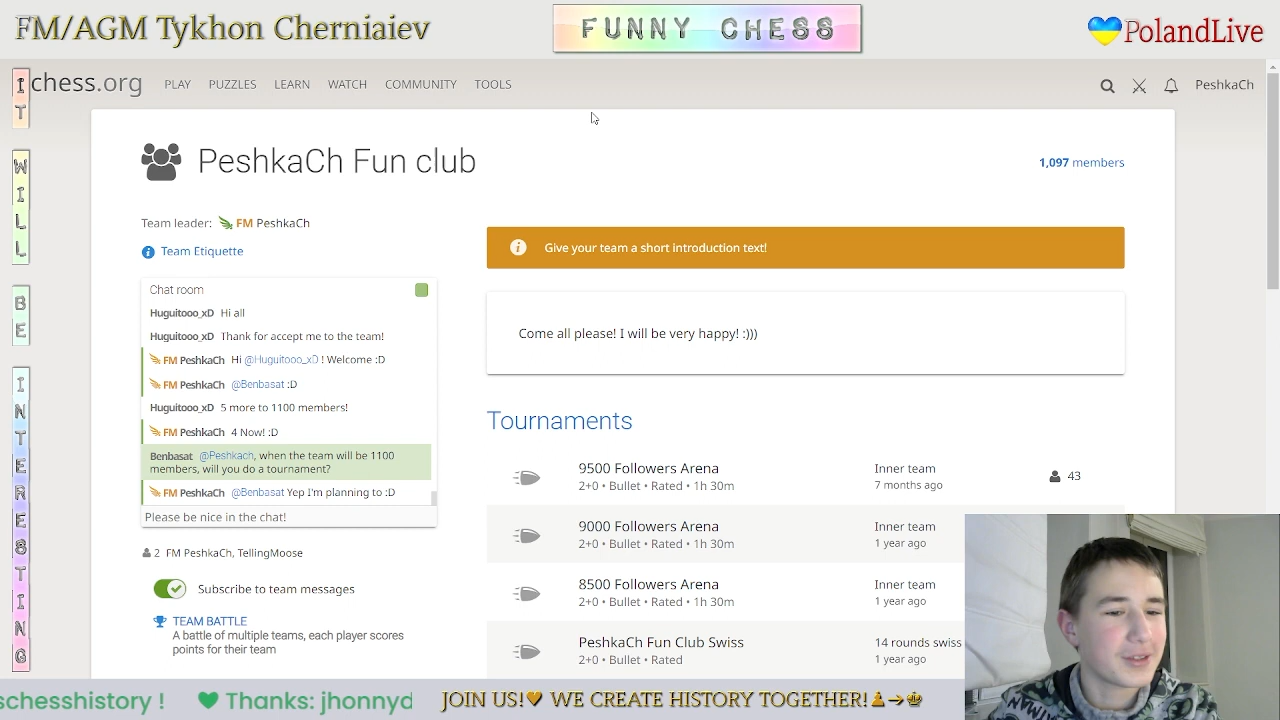 FM/AGM Tykhon Cherniaiev
FUNNY CHESS
PolandLive
IT
WILL
BE
INTERESTING
chess.org
PLAY
PUZZLES
LEARN
WATCH
COMMUNITY
TOOLS
PeshkaCh
PeshkaCh Fun club
1,097 members
Team leader: FM PeshkaCh
Team Etiquette
Chat room
Huguitooo_xD Hi all
Huguitooo_xD Thank for accept me to the team!
FM PeshkaCh Hi @Huguitooo_xD ! Welcome :D
FM PeshkaCh @Benbasat :D
Huguitooo_xD 5 more to 1100 members!
FM PeshkaCh 4 Now! :D
Benbasat @Peshkach, when the team will be 1100
members, will you do a tournament?
FM PeshkaCh @Benbasat Yep I'm planning to :D
Please be nice in the chat!
2 FM PeshkaCh, TellingMoose
Subscribe to team messages
TEAM BATTLE
A battle of multiple teams, each player scores
points for their team
Give your team a short introduction text!
Come all please! I will be very happy! :)))
Tournaments
9500 Followers Arena
2+0 • Bullet • Rated • 1h 30m
Inner team
7 months ago
43
9000 Followers Arena
2+0 • Bullet • Rated • 1h 30m
Inner team
1 year ago
8500 Followers Arena
2+0 • Bullet • Rated • 1h 30m
Inner team
1 year ago
PeshkaCh Fun Club Swiss
2+0 • Bullet • Rated
14 rounds swiss
1 year ago
schesshistory ! Thanks: jhonnyd
JOIN US! WE CREATE HISTORY TOGETHER!